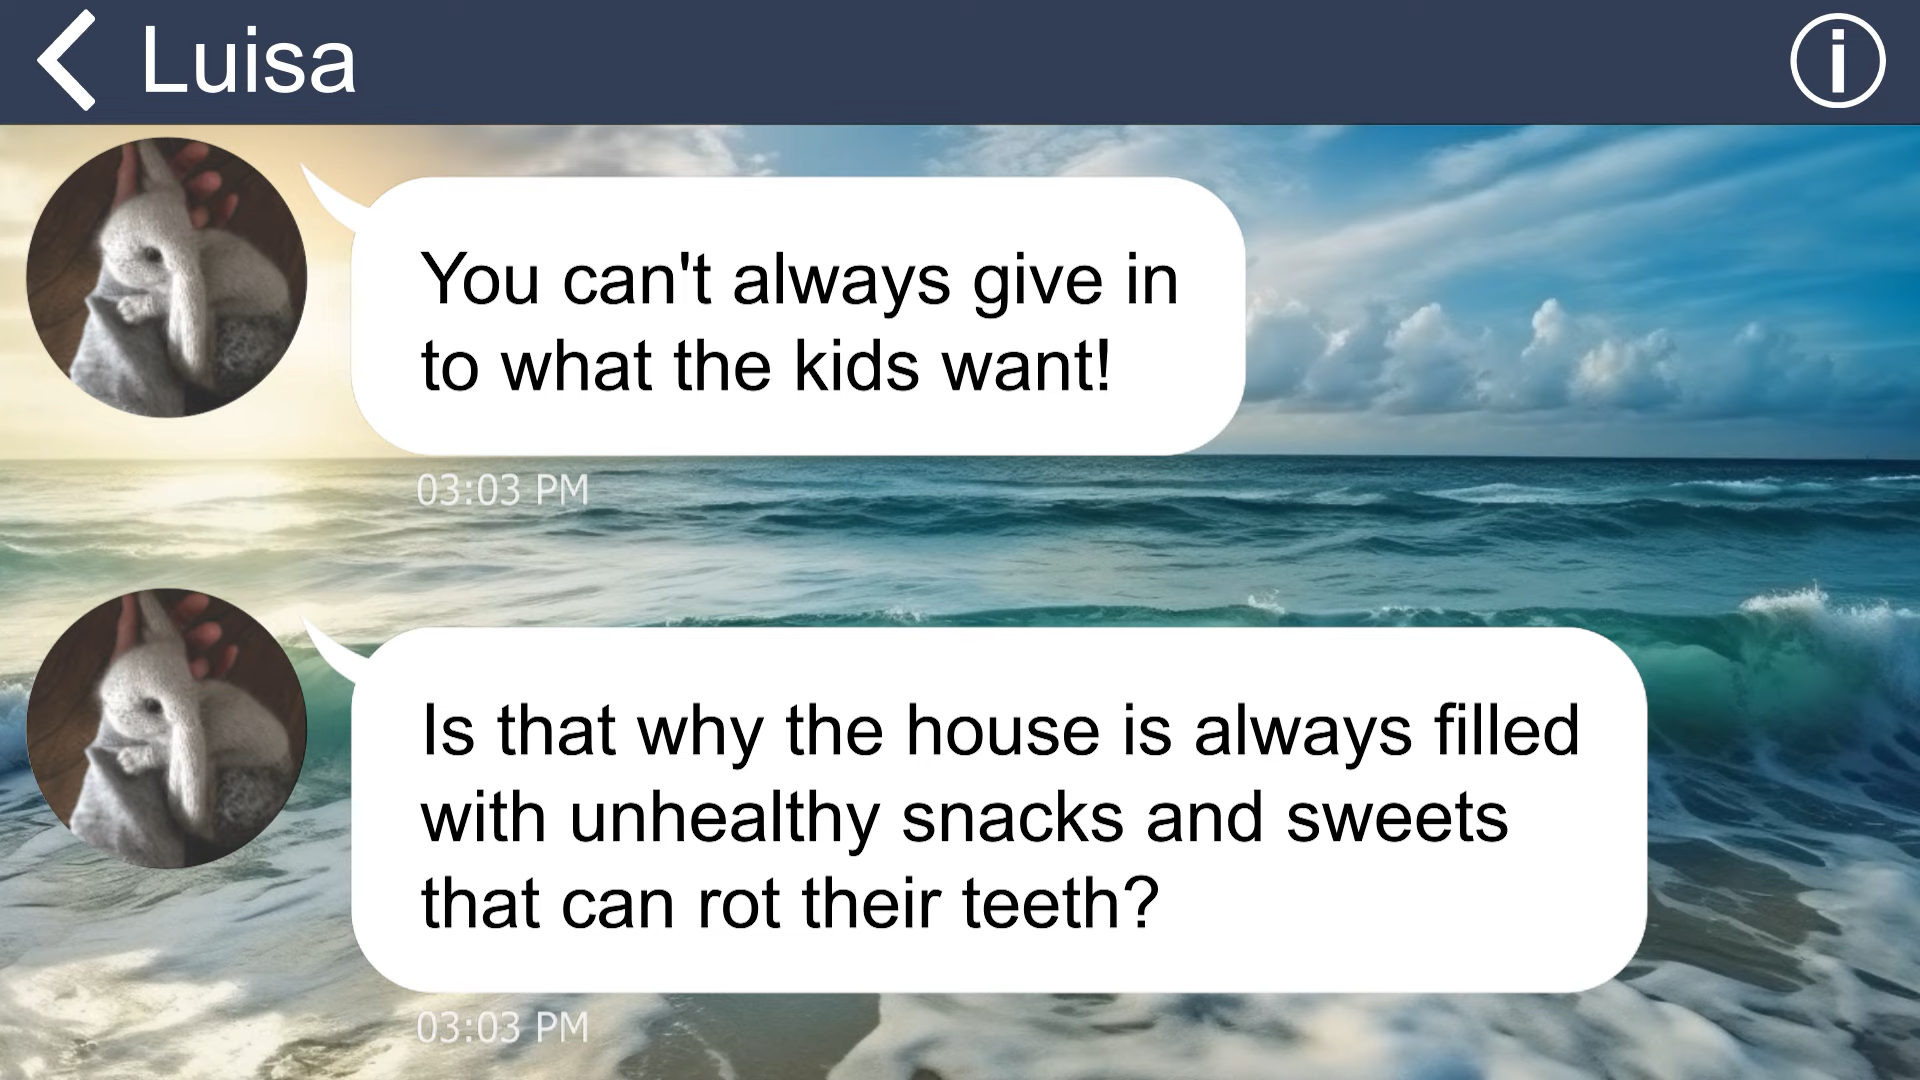 Luisa
You can't always give in
to what the kids want!
03:03 PM
Is that why the house is always filled
with unhealthy snacks and sweets
that can rot their teeth?
03:03 PM